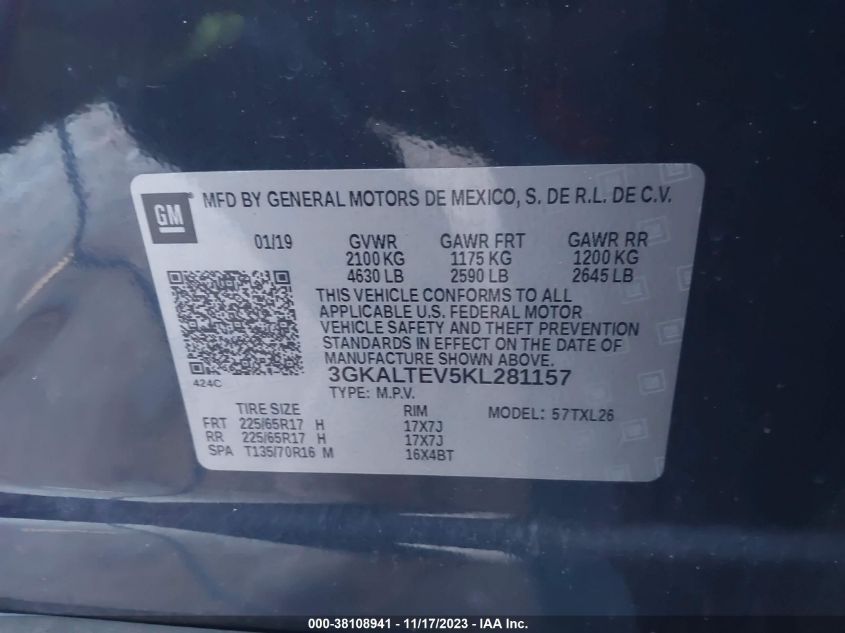 GM MFD BY GENERAL MOTORS DE MEXICO, S. DE R.L. DE C.V.
01/19 GVWR GAWR FRT GAWR RR
2100 KG 1175 KG 1200 KG
4630 LB 2590 LB 2645 LB
THIS VEHICLE CONFORMS TO ALL
APPLICABLE U.S. FEDERAL MOTOR
VEHICLE SAFETY AND THEFT PREVENTION
STANDARDS IN EFFECT ON THE DATE OF
MANUFACTURE SHOWN ABOVE.
424C
3GKALTEV5KL281157
TYPE: M.P.V.
TIRE SIZE RIM MODEL: 57TXL26
FRT 225/65R17 H 17X7J
RR 225/65R17 H 17X7J
SPA T135/70R16 M 16X4BT
000-38108941 - 11/17/2023 - IAA Inc.